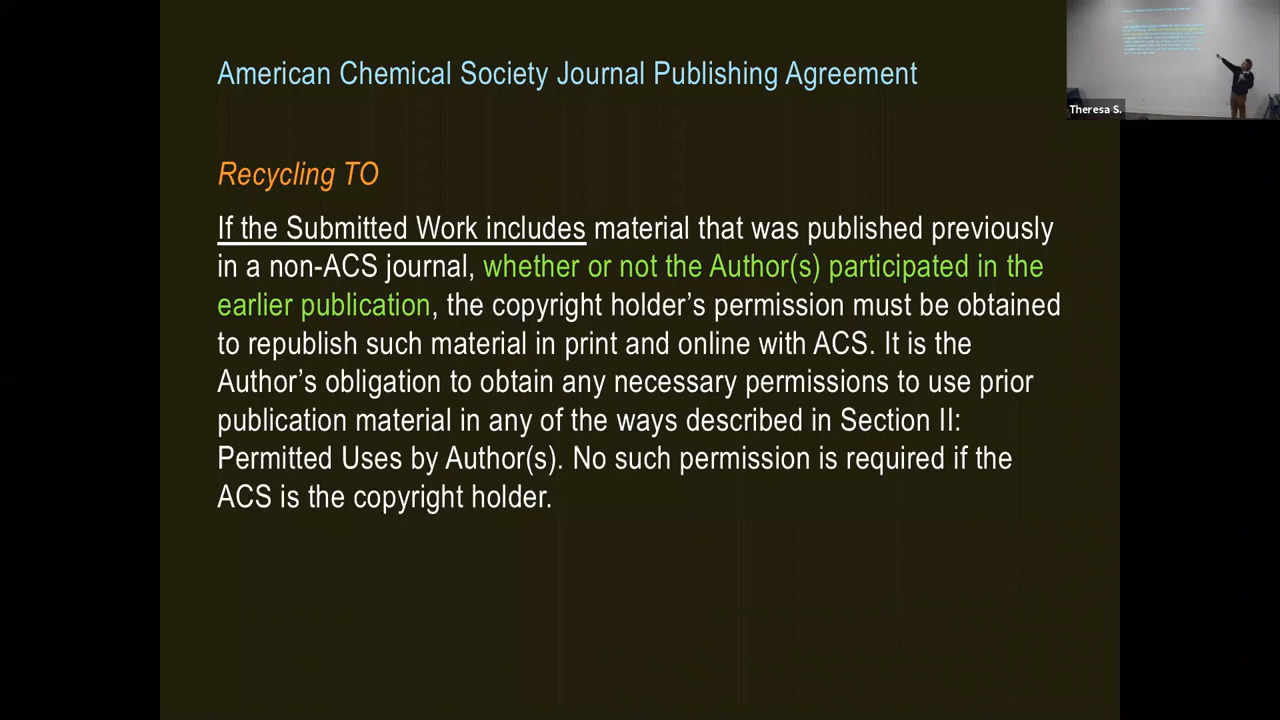 American Chemical Society Journal Publishing Agreement
Theresa S.
Recycling TO
If the Submitted Work includes material that was published previously
in a non-ACS journal, whether or not the Author(s) participated in the
earlier publication, the copyright holder’s permission must be obtained
to republish such material in print and online with ACS. It is the
Author’s obligation to obtain any necessary permissions to use prior
publication material in any of the ways described in Section II:
Permitted Uses by Author(s). No such permission is required if the
ACS is the copyright holder.